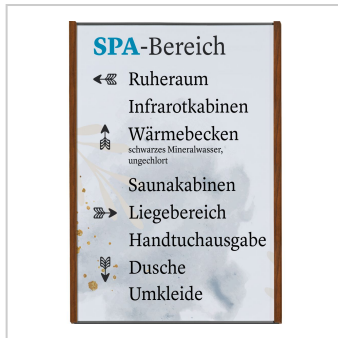 SPA-Bereich
Ruheraum
Infrarotkabinen
Wärmebecken
schwarzes Mineralwasser,
ungechlort
Saunakabinen
Liegebereich
Handtuchausgabe
Dusche
Umkleide